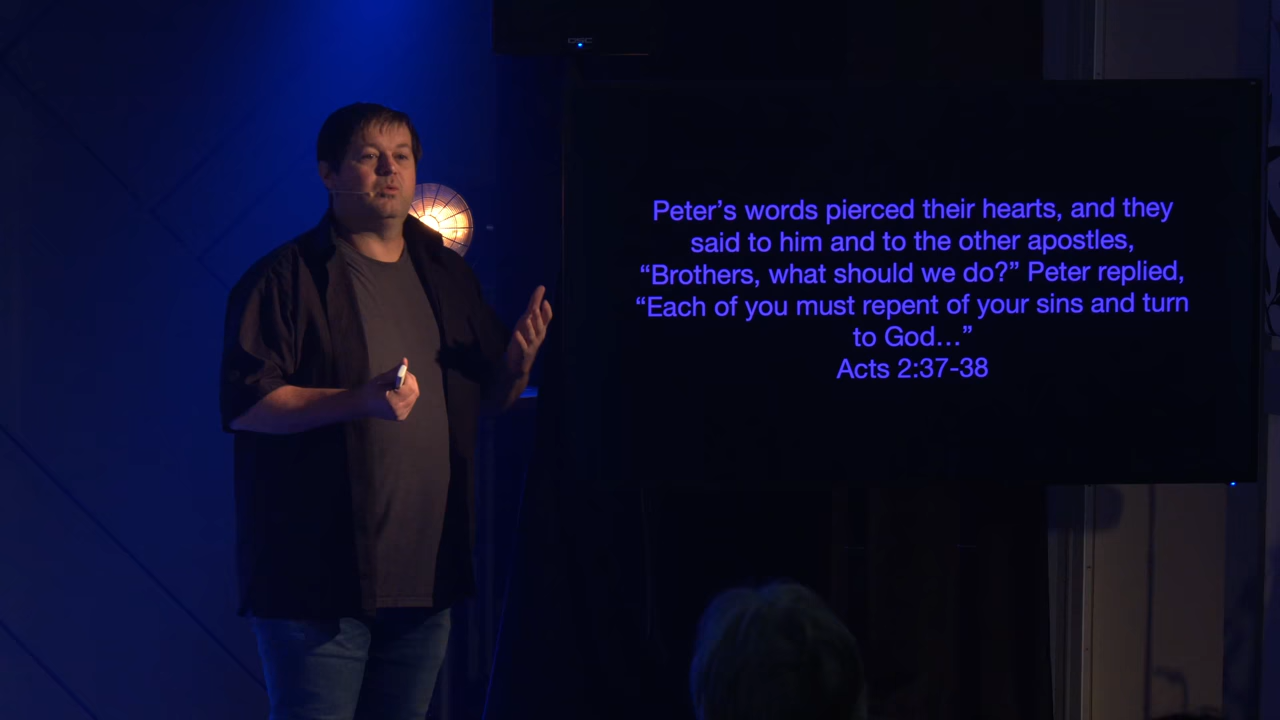 QSC
Peter’s words pierced their hearts, and they
said to him and to the other apostles,
“Brothers, what should we do?” Peter replied,
“Each of you must repent of your sins and turn
to God…”
Acts 2:37-38